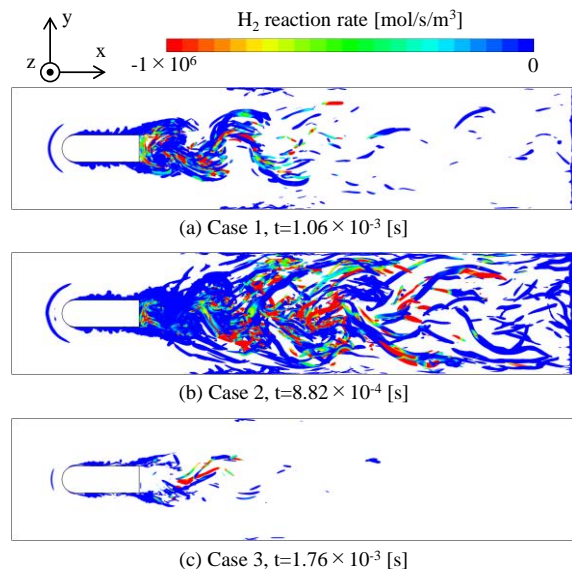 H₂ reaction rate [mol/s/m³]
-1 × 10⁶ 0
y
z x
(a) Case 1, t=1.06 × 10⁻³ [s]
(b) Case 2, t=8.82 × 10⁻⁴ [s]
(c) Case 3, t=1.76 × 10⁻³ [s]